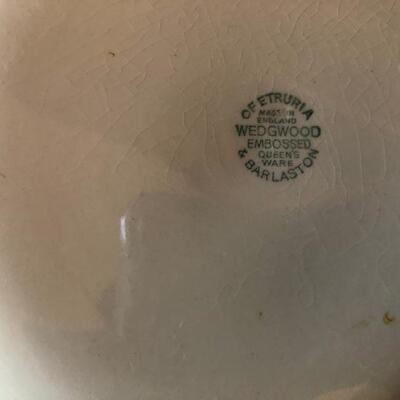 OF ETRURIA
MADE IN
ENGLAND
WEDGWOOD
EMBOSSED
QUEEN'S
WARE
& BARLASTON